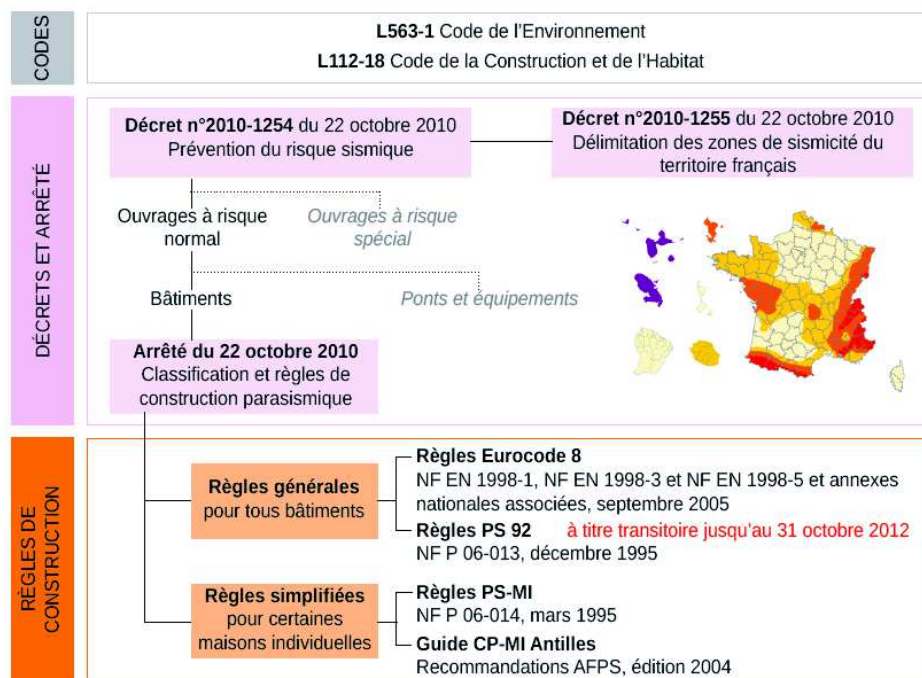 CODES
L563-1 Code de l'Environnement
L112-18 Code de la Construction et de l'Habitat
DÉCRETS ET ARRÊTÉ
Décret n°2010-1254 du 22 octobre 2010
Prévention du risque sismique
Décret n°2010-1255 du 22 octobre 2010
Délimitation des zones de sismicité du
territoire français
Ouvrages à risque
normal
Ouvrages à risque
spécial
Bâtiments
Ponts et équipements
Arrêté du 22 octobre 2010
Classification et règles de
construction parasismique
RÈGLES DE
CONSTRUCTION
Règles générales
pour tous bâtiments
Règles Eurocode 8
NF EN 1998-1, NF EN 1998-3 et NF EN 1998-5 et annexes
nationales associées, septembre 2005
Règles PS 92 à titre transitoire jusqu'au 31 octobre 2012
NF P 06-013, décembre 1995
Règles simplifiées
pour certaines
maisons individuelles
Règles PS-MI
NF P 06-014, mars 1995
Guide CP-MI Antilles
Recommandations AFPS, édition 2004